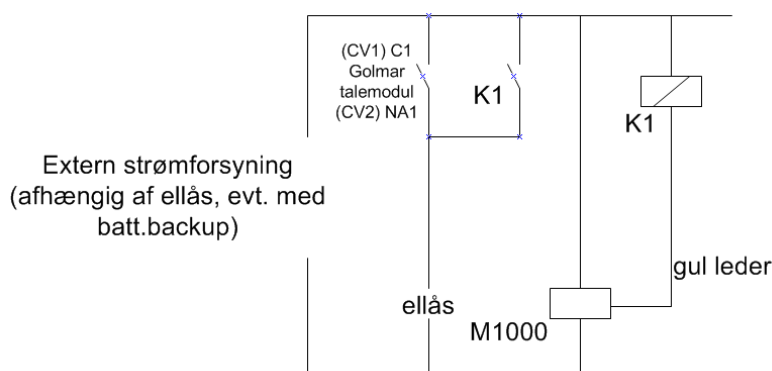 (CV1) C1
Golmar
talemodul
(CV2) NA1
K1
K1
Extern strømforsyning
(afhængig af ellås, evt. med
batt.backup)
gul leder
ellås
M1000